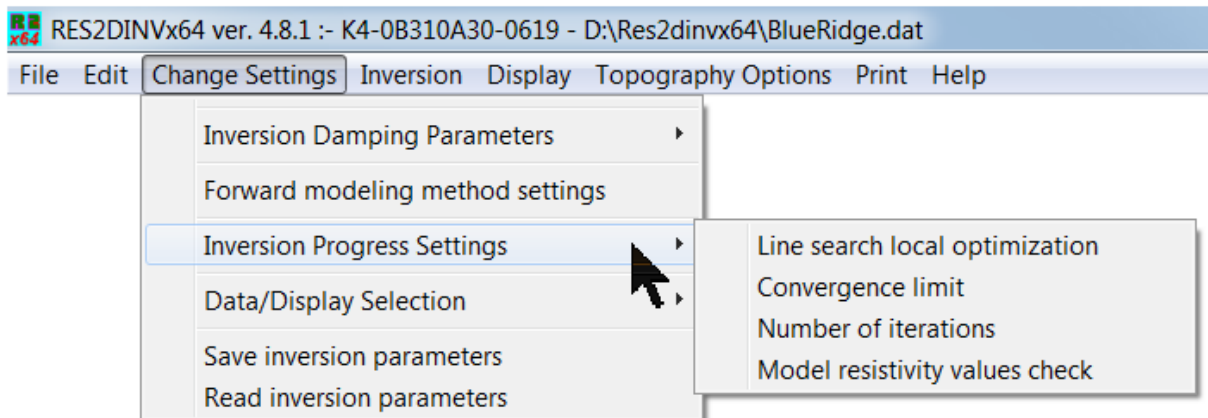 R2 x64 RES2DINVx64 ver. 4.8.1 :- K4-0B310A30-0619 - D:\Res2dinvx64\BlueRidge.dat
File Edit Change Settings Inversion Display Topography Options Print Help
Inversion Damping Parameters
Forward modeling method settings
Inversion Progress Settings
Line search local optimization
Convergence limit
Number of iterations
Model resistivity values check
Data/Display Selection
Save inversion parameters
Read inversion parameters